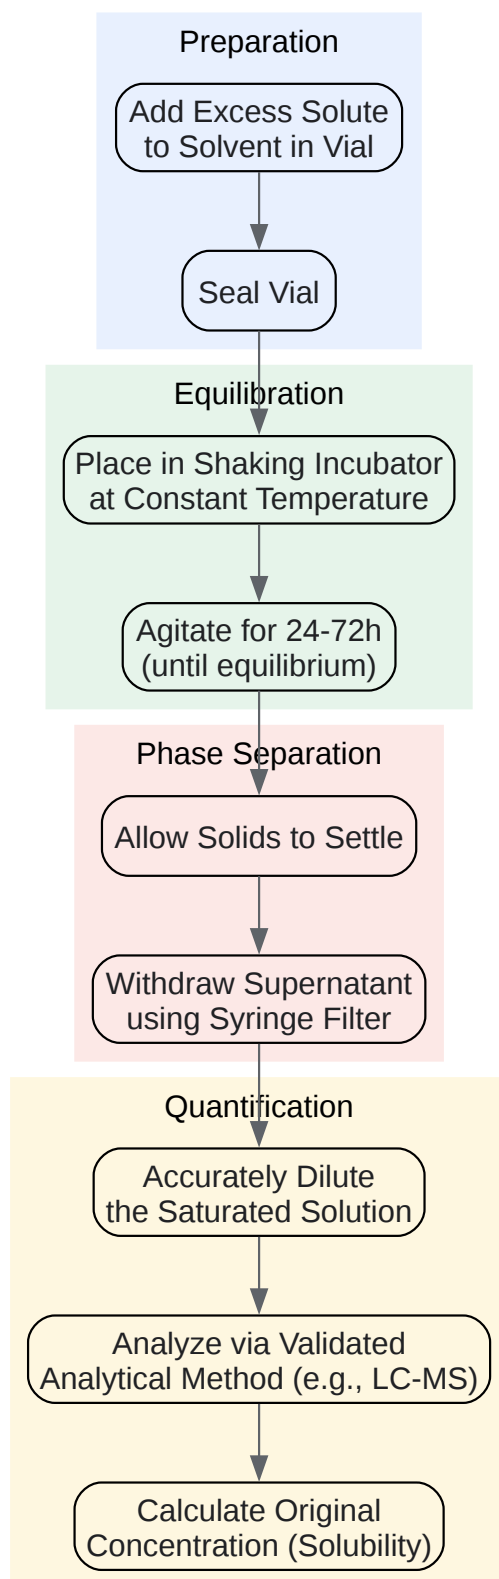 Preparation
Add Excess Solute
to Solvent in Vial
Seal Vial
Equilibration
Place in Shaking Incubator
at Constant Temperature
Agitate for 24-72h
(until equilibrium)
Phase Separation
Allow Solids to Settle
Withdraw Supernatant
using Syringe Filter
Quantification
Accurately Dilute
the Saturated Solution
Analyze via Validated
Analytical Method (e.g., LC-MS)
Calculate Original
Concentration (Solubility)